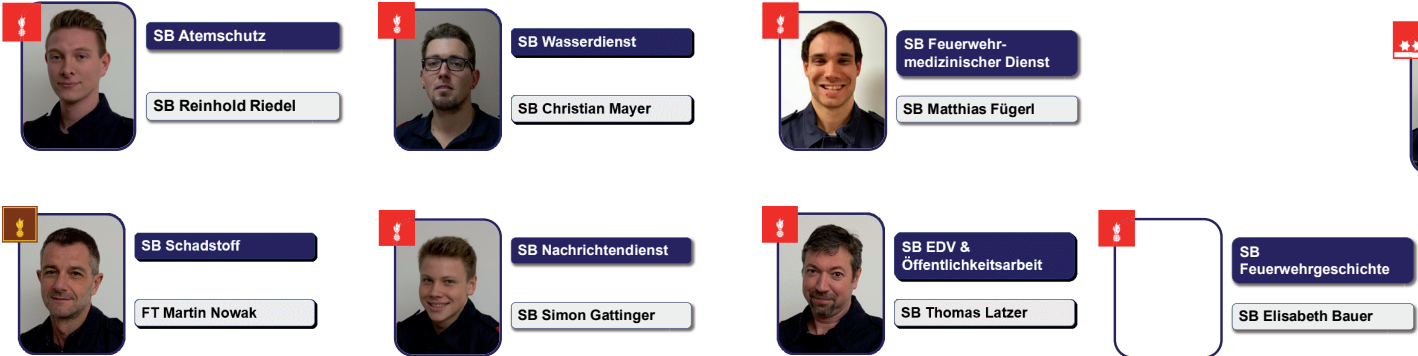 SB Atemschutz
SB Reinhold Riedel
SB Wasserdienst
SB Christian Mayer
SB Feuerwehr-
medizinischer Dienst
SB Matthias Fügerl
SB Schadstoff
FT Martin Nowak
SB Nachrichtendienst
SB Simon Gattinger
SB EDV &
Öffentlichkeitsarbeit
SB Thomas Latzer
SB
Feuerwehrgeschichte
SB Elisabeth Bauer